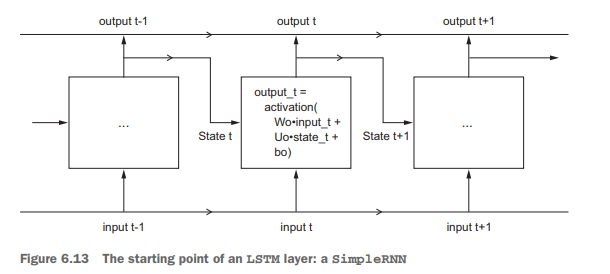 output t-1
output t
output t+1
...
State t
output_t =
activation(
Wo•input_t +
Uo•state_t +
bo)
State t+1
...
input t-1
input t
input t+1
Figure 6.13 The starting point of an LSTM layer: a SimpleRNN